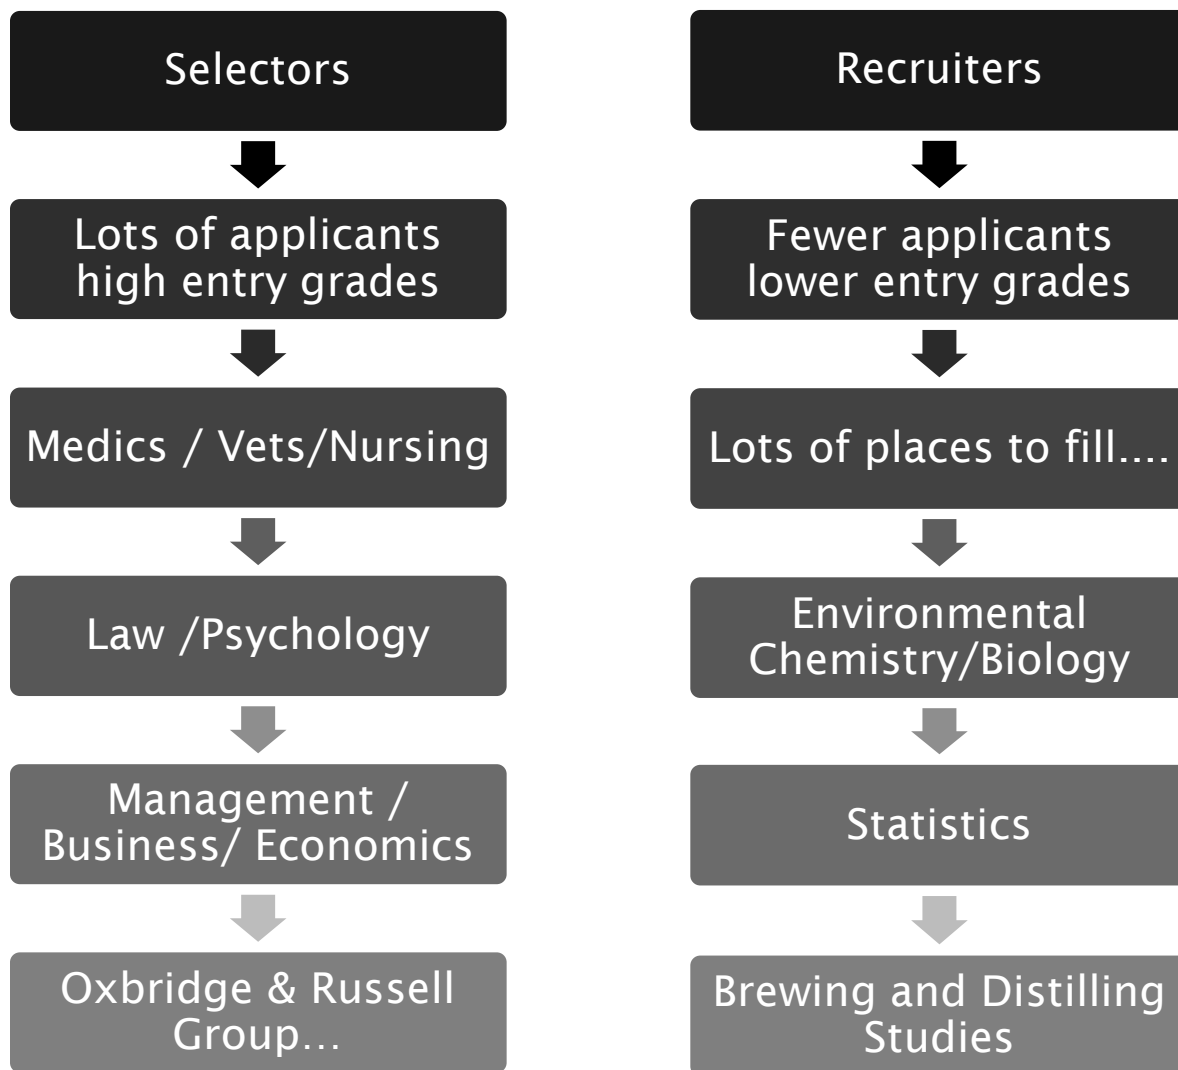 Selectors
Lots of applicants
high entry grades
Medics / Vets/Nursing
Law /Psychology
Management /
Business/ Economics
Oxbridge & Russell
Group...
Recruiters
Fewer applicants
lower entry grades
Lots of places to fill....
Environmental
Chemistry/Biology
Statistics
Brewing and Distilling
Studies